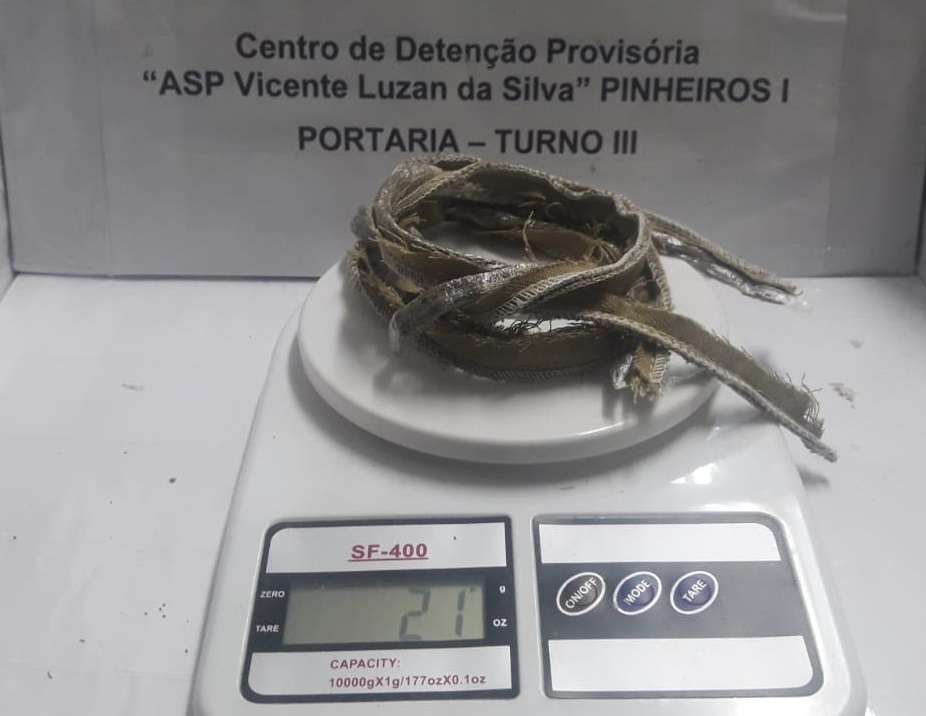 Centro de Detenção Provisória
“ASP Vicente Luzan da Silva” PINHEIROS I
PORTARIA – TURNO III
SF-400
ZERO
g
TARE
OZ
21
CAPACITY:
10000gX1g/177ozX0.1oz
ON/OFF
MODE
TARE